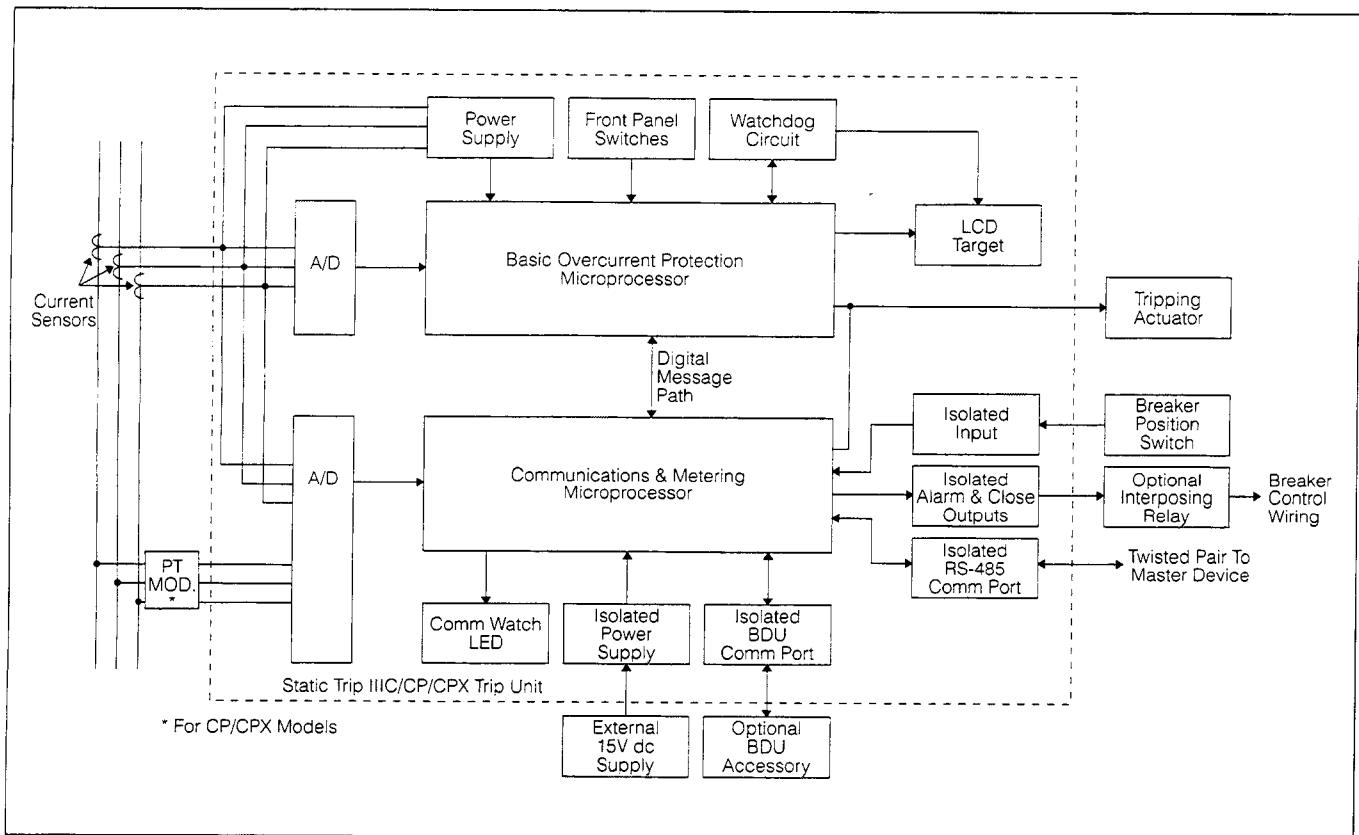 Power
Supply
Front Panel
Switches
Watchdog
Circuit
A/D
Basic Overcurrent Protection
Microprocessor
LCD
Target
Current
Sensors
Tripping
Actuator
Digital
Message
Path
A/D
Communications & Metering
Microprocessor
Isolated
Input
Breaker
Position
Switch
Isolated
Alarm & Close
Outputs
Optional
Interposing
Relay
Breaker
Control
Wiring
Isolated
RS-485
Comm Port
Twisted Pair To
Master Device
PT
MOD.
*
Comm Watch
LED
Isolated
Power
Supply
Isolated
BDU
Comm Port
Static Trip IIIC/CP/CPX Trip Unit
* For CP/CPX Models
External
15V dc
Supply
Optional
BDU
Accessory